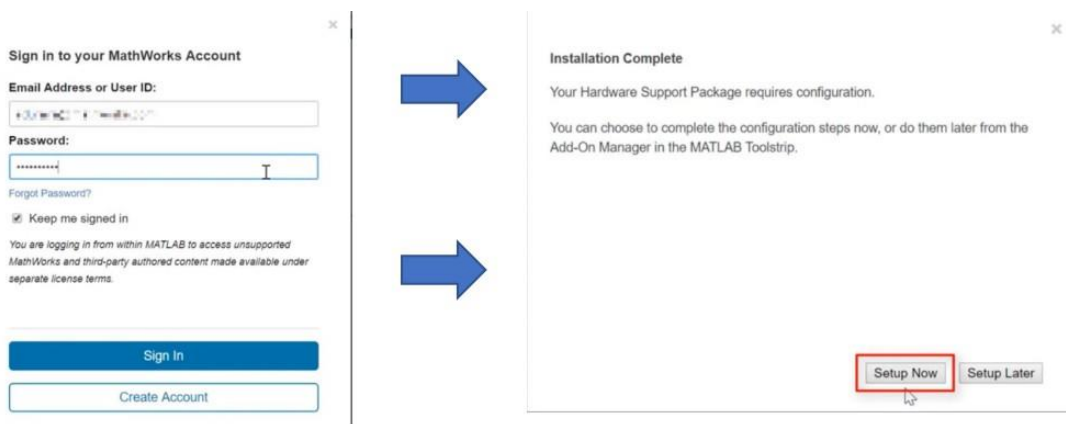 Sign in to your MathWorks Account
Email Address or User ID:
Password:
Forgot Password?
Keep me signed in
You are logging in from within MATLAB to access unsupported
MathWorks and third-party authored content made available under
separate license terms.
Sign In
Create Account
Installation Complete
Your Hardware Support Package requires configuration.
You can choose to complete the configuration steps now, or do them later from the
Add-On Manager in the MATLAB Toolstrip.
Setup Now
Setup Later